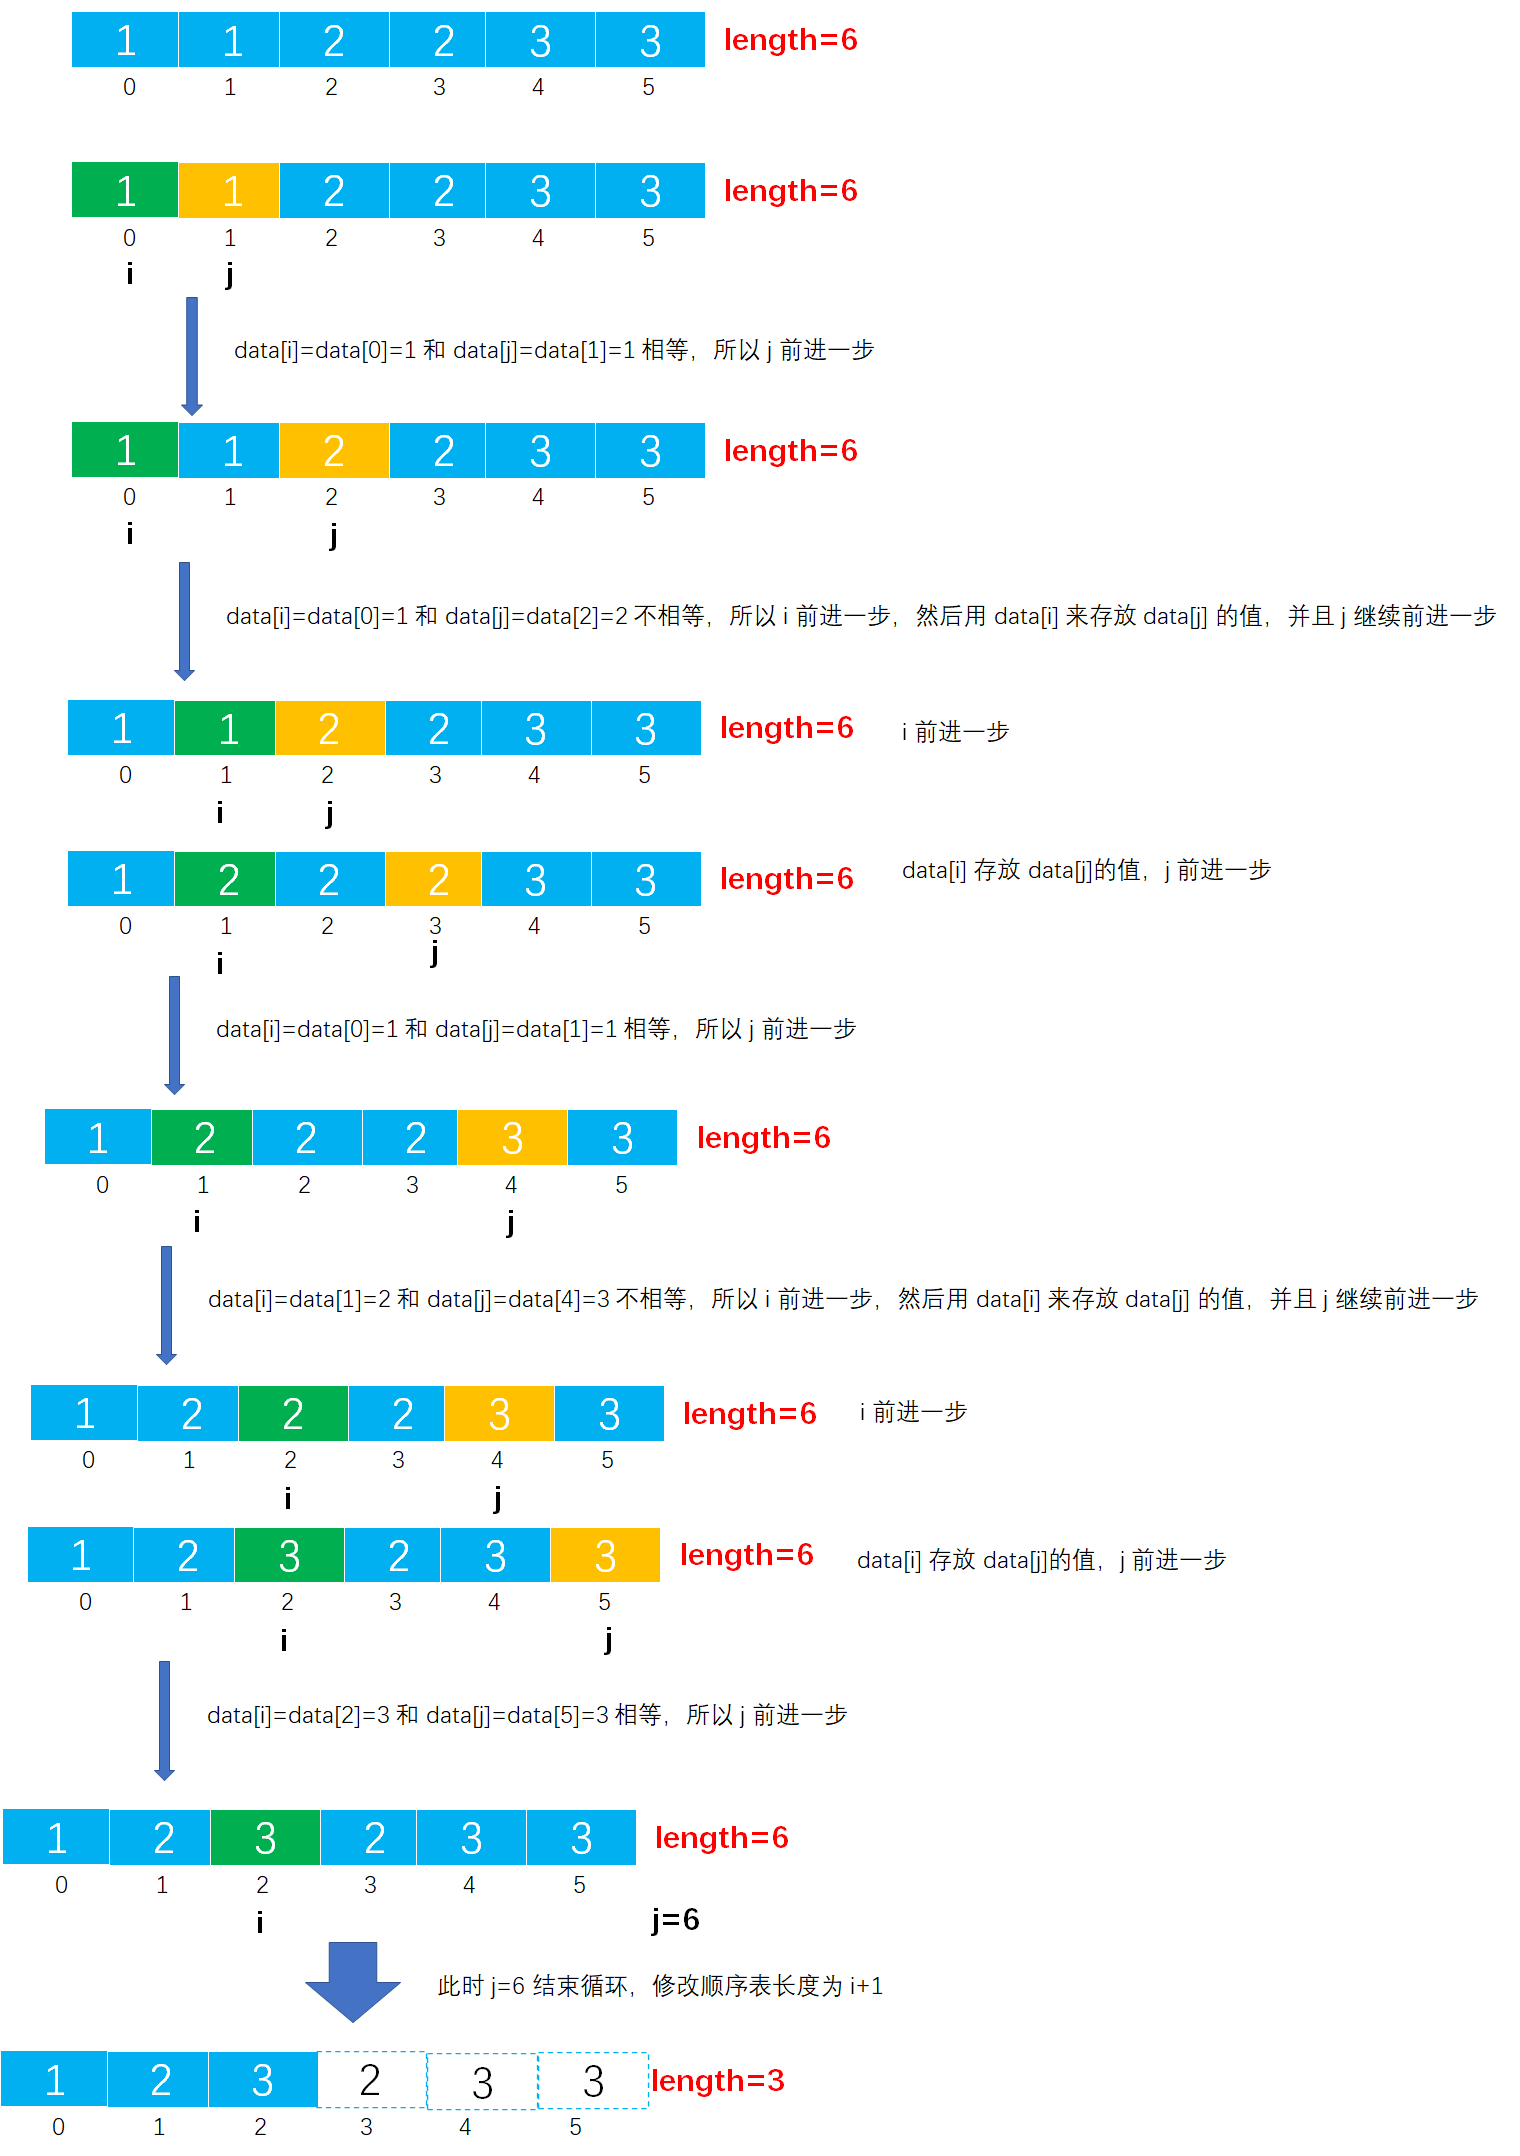 1 1 2 2 3 3 length=6
0 1 2 3 4 5
1 1 2 2 3 3 length=6
0 1 2 3 4 5
i j
data[i]=data[0]=1 和 data[j]=data[1]=1 相等，所以 j 前进一步
1 1 2 2 3 3 length=6
0 1 2 3 4 5
i j
data[i]=data[0]=1 和 data[j]=data[2]=2 不相等，所以 i 前进一步，然后用 data[i] 来存放 data[j] 的值，并且 j 继续前进一步
1 1 2 2 3 3 length=6 i 前进一步
0 1 2 3 4 5
i j
1 2 2 2 3 3 length=6 data[i] 存放 data[j]的值，j 前进一步
0 1 2 3 4 5
i j
data[i]=data[0]=1 和 data[j]=data[1]=1 相等，所以 j 前进一步
1 2 2 2 3 3 length=6
0 1 2 3 4 5
i j
data[i]=data[1]=2 和 data[j]=data[4]=3 不相等，所以 i 前进一步，然后用 data[i] 来存放 data[j] 的值，并且 j 继续前进一步
1 2 2 2 3 3 length=6 i 前进一步
0 1 2 3 4 5
i j
1 2 3 2 3 3 length=6 data[i] 存放 data[j]的值，j 前进一步
0 1 2 3 4 5
i j
data[i]=data[2]=3 和 data[j]=data[5]=3 相等，所以 j 前进一步
1 2 3 2 3 3 length=6
0 1 2 3 4 5
i j=6
此时 j=6 结束循环，修改顺序表长度为 i+1
1 2 3 2 3 3 length=3
0 1 2 3 4 5